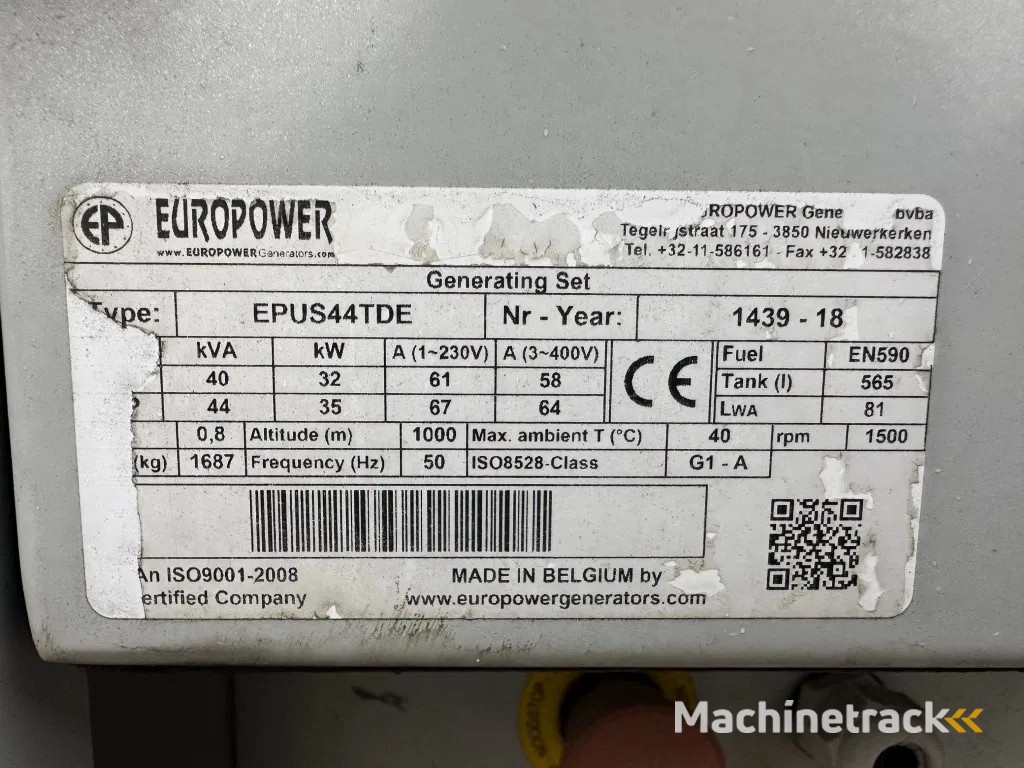 EP EUROPOWER
www.EUROPOWERGenerators.com
ROPOWER Gene bvba
straat 175 - 3850 Nieuwerkerken
Tel. +32-11-586161 - Fax +32 1-582838
Generating Set
Type: EPUS44TDE Nr - Year: 1439 - 18
kVA kW A (1~230V) A (3~400V) CE Fuel EN590
40 32 61 58 Tank (l) 565
44 35 67 64 LWA 81
0,8 Altitude (m) 1000 Max. ambient T (°C) 40 rpm 1500
(kg) 1687 Frequency (Hz) 50 ISO8528-Class G1 - A
An ISO9001-2008 MADE IN BELGIUM by
ertified Company www.europowergenerators.com
Machinetrack